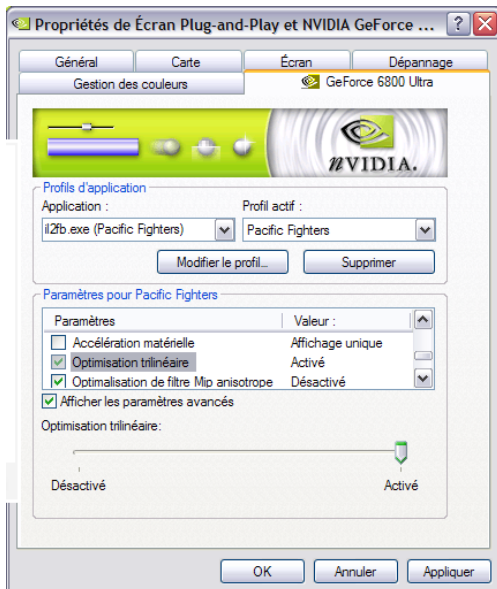 Propriétés de Écran Plug-and-Play et NVIDIA GeForce ...
Général Carte Écran Dépannage
Gestion des couleurs GeForce 6800 Ultra
nVIDIA.
Profils d'application
Application : Profil actif :
il2fb.exe (Pacific Fighters) Pacific Fighters
Modifier le profil... Supprimer
Paramètres pour Pacific Fighters
Paramètres Valeur :
Accélération matérielle Affichage unique
Optimisation trilinéaire Activé
Optimalisation de filtre Mip anisotrope Désactivé
Afficher les paramètres avancés
Optimisation trilinéaire:
Désactivé Activé
OK Annuler Appliquer